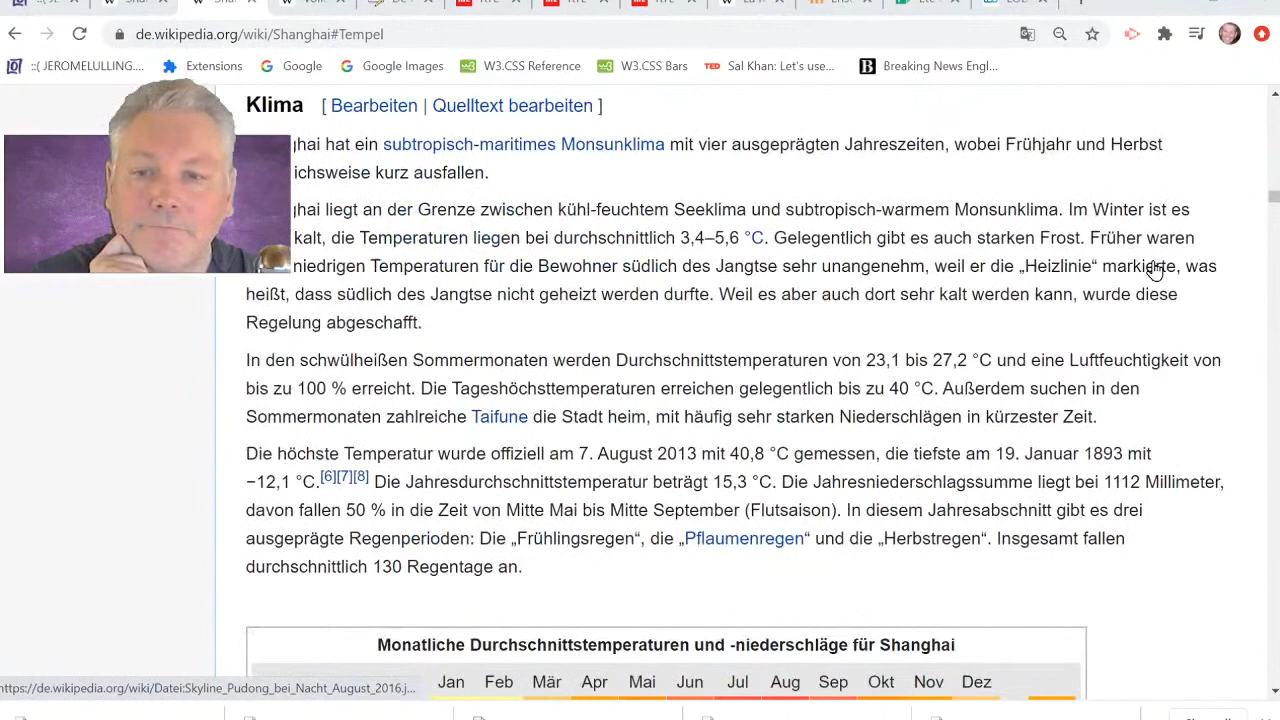 de.wikipedia.org/wiki/Shanghai#Tempel
::( JEROMELULLING.... Extensions Google Google Images W3.CSS Reference W3.CSS Bars TED Sal Khan: Let's use... B Breaking News Engl...
Klima [ Bearbeiten | Quelltext bearbeiten ]
hai hat ein subtropisch-maritimes Monsunklima mit vier ausgeprägten Jahreszeiten, wobei Frühjahr und Herbst
ichsweise kurz ausfallen.
hai liegt an der Grenze zwischen kühl-feuchtem Seeklima und subtropisch-warmem Monsunklima. Im Winter ist es
kalt, die Temperaturen liegen bei durchschnittlich 3,4–5,6 °C. Gelegentlich gibt es auch starken Frost. Früher waren
niedrigen Temperaturen für die Bewohner südlich des Jangtse sehr unangenehm, weil er die „Heizlinie“ markierte, was
heißt, dass südlich des Jangtse nicht geheizt werden durfte. Weil es aber auch dort sehr kalt werden kann, wurde diese
Regelung abgeschafft.
In den schwülheißen Sommermonaten werden Durchschnittstemperaturen von 23,1 bis 27,2 °C und eine Luftfeuchtigkeit von
bis zu 100 % erreicht. Die Tageshöchsttemperaturen erreichen gelegentlich bis zu 40 °C. Außerdem suchen in den
Sommermonaten zahlreiche Taifune die Stadt heim, mit häufig sehr starken Niederschlägen in kürzester Zeit.
Die höchste Temperatur wurde offiziell am 7. August 2013 mit 40,8 °C gemessen, die tiefste am 19. Januar 1893 mit
−12,1 °C.[6][7][8] Die Jahresdurchschnittstemperatur beträgt 15,3 °C. Die Jahresniederschlagssumme liegt bei 1112 Millimeter,
davon fallen 50 % in die Zeit von Mitte Mai bis Mitte September (Flutsaison). In diesem Jahresabschnitt gibt es drei
ausgeprägte Regenperioden: Die „Frühlingsregen“, die „Pflaumenregen“ und die „Herbstregen“. Insgesamt fallen
durchschnittlich 130 Regentage an.
Monatliche Durchschnittstemperaturen und -niederschläge für Shanghai
Jan Feb Mär Apr Mai Jun Jul Aug Sep Okt Nov Dez
https://de.wikipedia.org/wiki/Datei:Skyline_Pudong_bei_Nacht_August_2016.j...